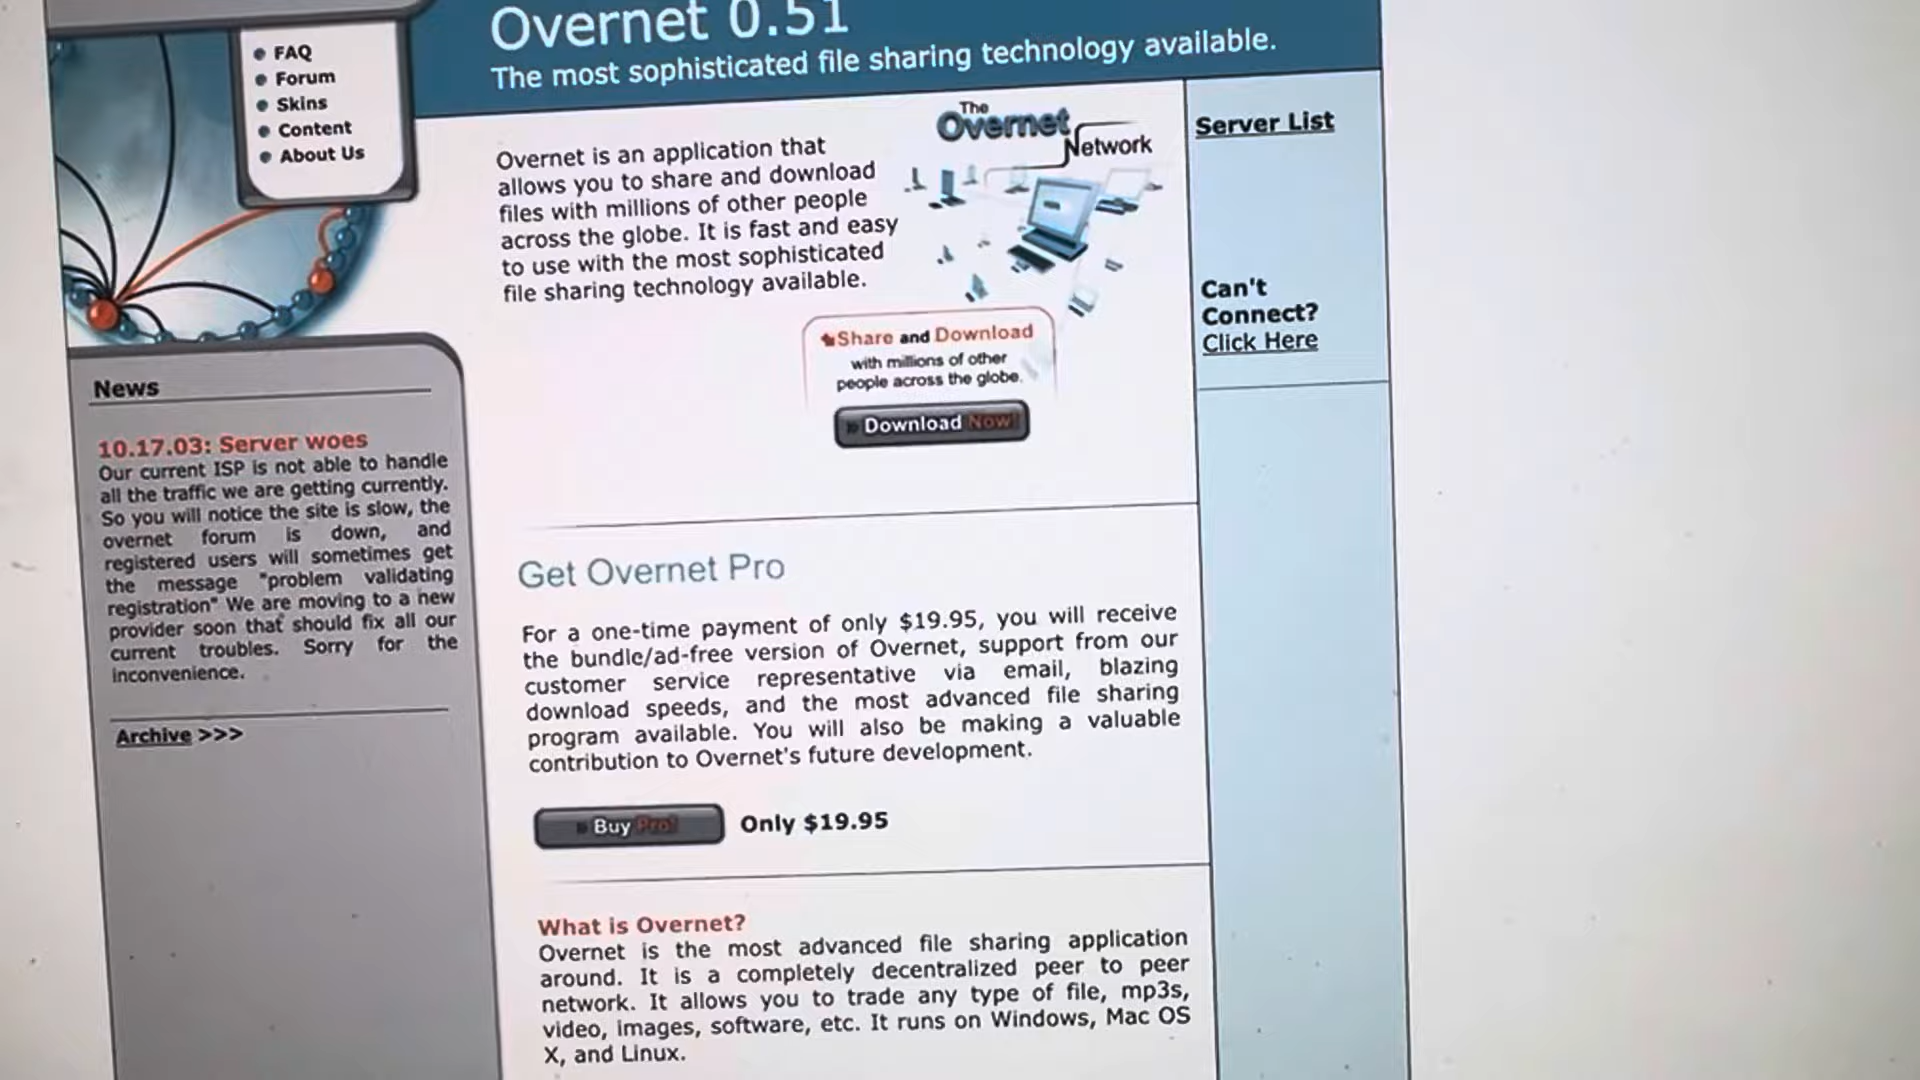 Overnet 0.51
The most sophisticated file sharing technology available.
FAQ
Forum
Skins
Content
About Us
Overnet is an application that
allows you to share and download
files with millions of other people
across the globe. It is fast and easy
to use with the most sophisticated
file sharing technology available.
The
Overnet
Network
Share and Download
with millions of other
people across the globe.
Download Now!
Server List
Can't
Connect?
Click Here
News
10.17.03: Server woes
Our current ISP is not able to handle
all the traffic we are getting currently.
So you will notice the site is slow, the
overnet forum is down, and
registered users will sometimes get
the message "problem validating
registration" We are moving to a new
provider soon that should fix all our
current troubles. Sorry for the
inconvenience.
Archive >>>
Get Overnet Pro
For a one-time payment of only $19.95, you will receive
the bundle/ad-free version of Overnet, support from our
customer service representative via email, blazing
download speeds, and the most advanced file sharing
program available. You will also be making a valuable
contribution to Overnet's future development.
Buy Pro!
Only $19.95
What is Overnet?
Overnet is the most advanced file sharing application
around. It is a completely decentralized peer to peer
network. It allows you to trade any type of file, mp3s,
video, images, software, etc. It runs on Windows, Mac OS
X, and Linux.